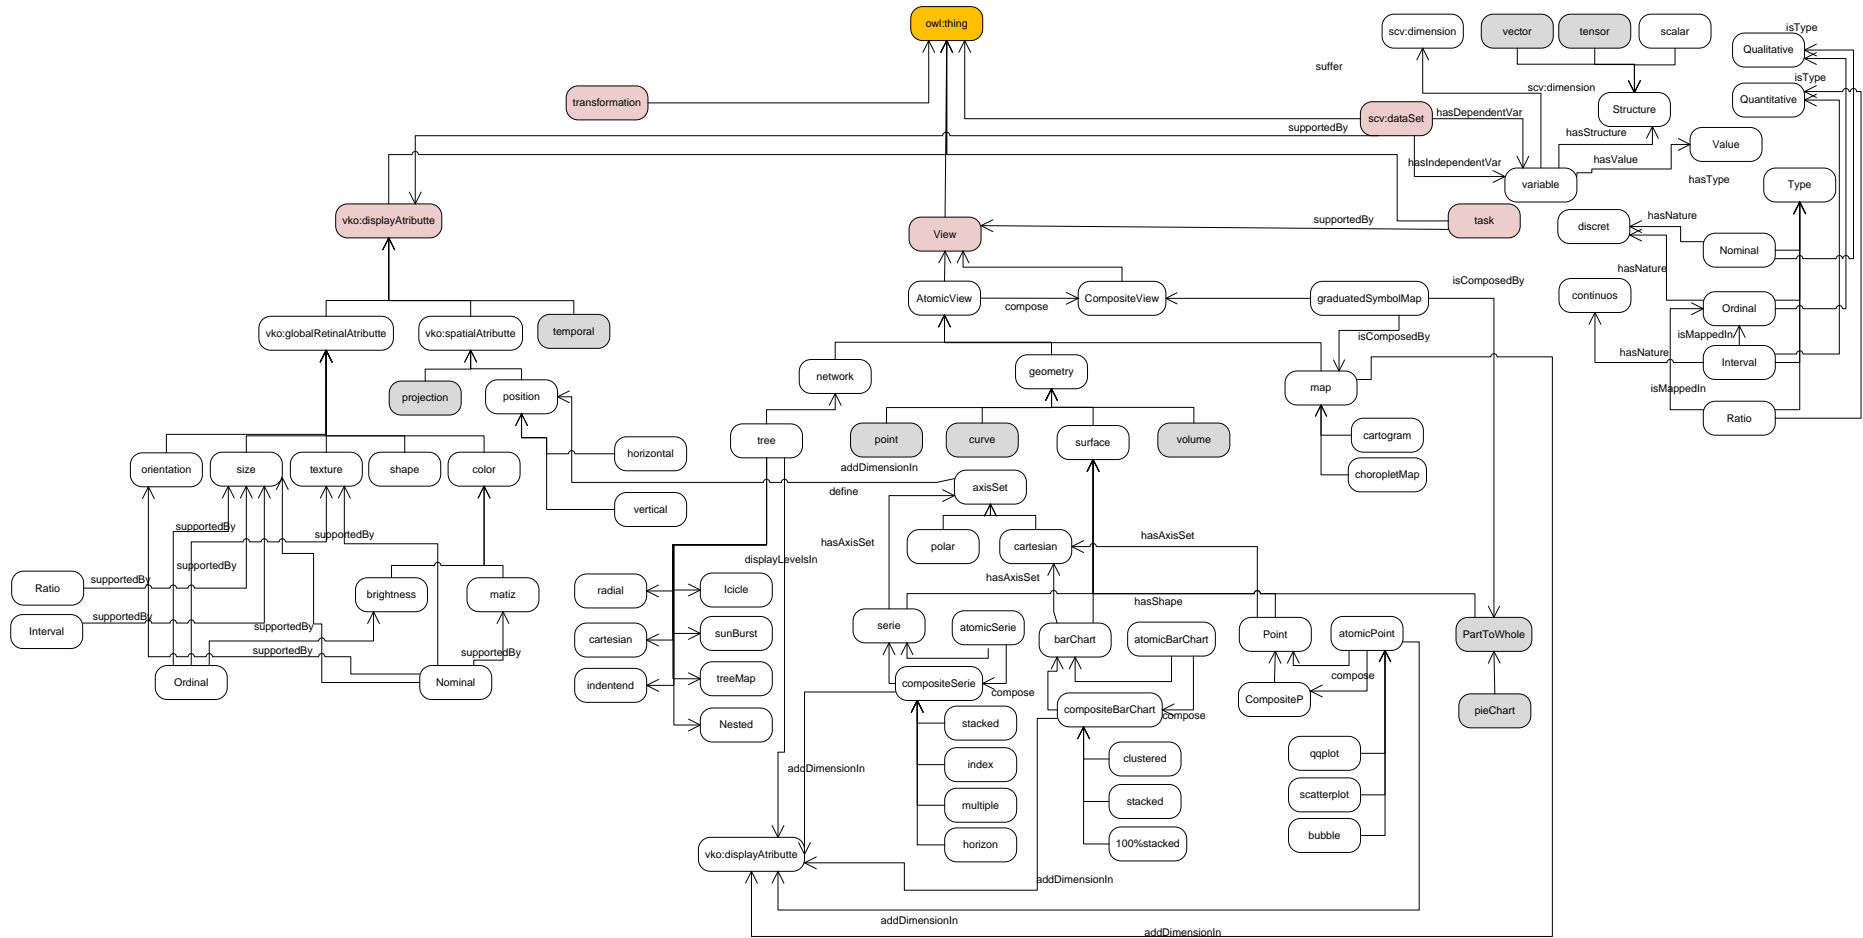 owl:thing
scv:dimension
vector
tensor
scalar
isType
Qualitative
suffer
isType
scv:dimension
Quantitative
transformation
Structure
scv:dataSet
hasDependentVar
supportedBy
hasStructure
Value
hasIndependentVar
hasValue
hasType
variable
Type
vko:displayAtributte
View
supportedBy
task
hasNature
discret
Nominal
hasNature
isComposedBy
AtomicView
compose
CompositeView
graduatedSymbolMap
continuos
Ordinal
vko:globalRetinalAtributte
vko:spatialAtributte
temporal
isComposedBy
isMappedIn
hasNature
Interval
network
geometry
map
isMappedIn
projection
position
Ratio
tree
point
curve
surface
volume
cartogram
horizontal
orientation
size
texture
shape
color
addDimensionIn
choropletMap
define
axisSet
vertical
supportedBy
supportedBy
hasAxisSet
polar
cartesian
hasAxisSet
displayLevelsIn
supportedBy
hasAxisSet
Ratio
supportedBy
brightness
matiz
radial
Icicle
hasShape
Interval
supportedBy
supportedBy
serie
atomicSerie
barChart
atomicBarChart
Point
atomicPoint
PartToWhole
cartesian
sunBurst
supportedBy
supportedBy
Ordinal
Nominal
indentend
treeMap
compositeSerie
compose
compose
CompositeP
compositeBarChart
compose
pieChart
Nested
stacked
qqplot
clustered
addDimensionIn
index
scatterplot
stacked
multiple
bubble
horizon
100%stacked
vko:displayAtributte
addDimensionIn
addDimensionIn
addDimensionIn